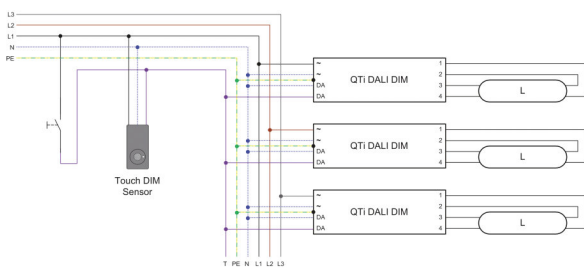 L3
L2
L1
N
PE
~
~
DA
DA
QTi DALI DIM
1
2
3
4
L
~
~
DA
DA
QTi DALI DIM
1
2
3
4
L
Touch DIM
Sensor
~
~
DA
DA
QTi DALI DIM
1
2
3
4
L
T PE N L1 L2 L3